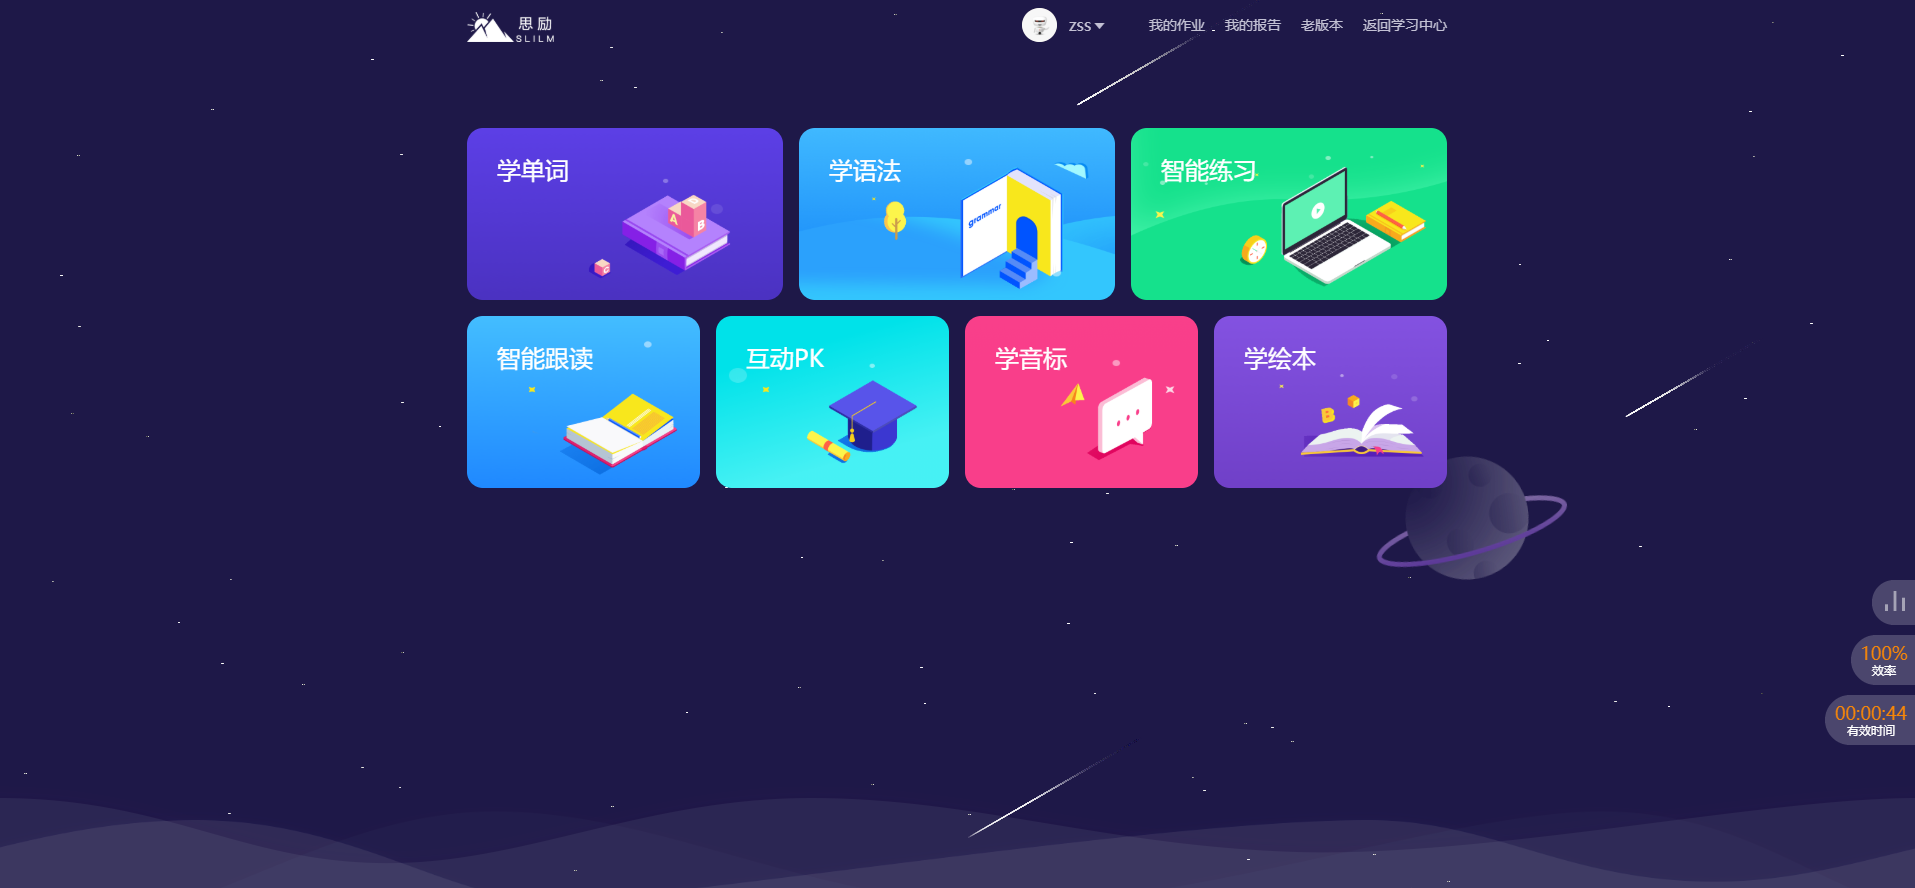 思励
SLILM
zss
我的作业
我的报告
老版本
返回学习中心
学单词
A
B
学语法
grammar
智能练习
智能跟读
互动PK
学音标
学绘本
B
100%
效率
00:00:44
有效时间